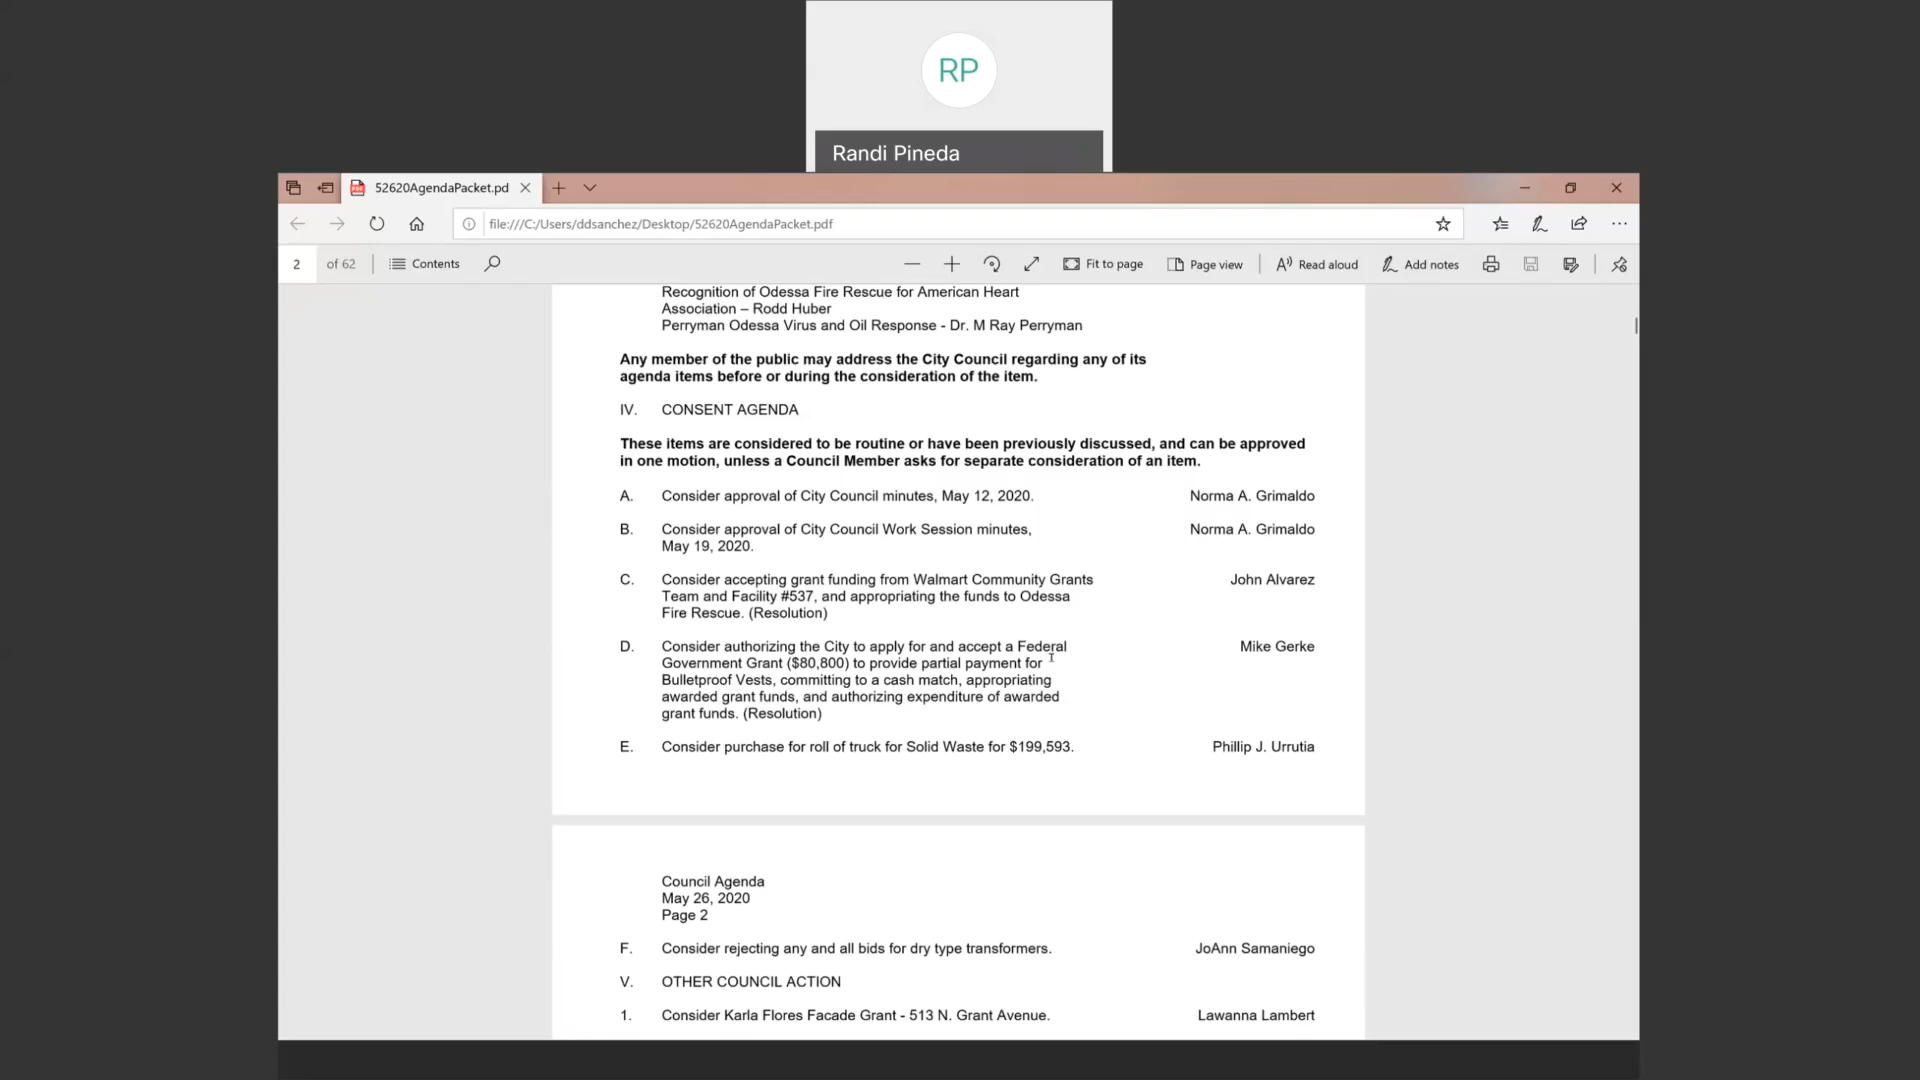 RP
Randi Pineda
52620AgendaPacket.pd
file:///C:/Users/ddsanchez/Desktop/52620AgendaPacket.pdf
2 of 62 Contents Fit to page Page view Read aloud Add notes
Recognition of Odessa Fire Rescue for American Heart
Association – Rodd Huber
Perryman Odessa Virus and Oil Response - Dr. M Ray Perryman
Any member of the public may address the City Council regarding any of its
agenda items before or during the consideration of the item.
IV. CONSENT AGENDA
These items are considered to be routine or have been previously discussed, and can be approved
in one motion, unless a Council Member asks for separate consideration of an item.
A. Consider approval of City Council minutes, May 12, 2020. Norma A. Grimaldo
B. Consider approval of City Council Work Session minutes, Norma A. Grimaldo
May 19, 2020.
C. Consider accepting grant funding from Walmart Community Grants John Alvarez
Team and Facility #537, and appropriating the funds to Odessa
Fire Rescue. (Resolution)
D. Consider authorizing the City to apply for and accept a Federal Mike Gerke
Government Grant ($80,800) to provide partial payment for
Bulletproof Vests, committing to a cash match, appropriating
awarded grant funds, and authorizing expenditure of awarded
grant funds. (Resolution)
E. Consider purchase for roll of truck for Solid Waste for $199,593. Phillip J. Urrutia
Council Agenda
May 26, 2020
Page 2
F. Consider rejecting any and all bids for dry type transformers. JoAnn Samaniego
V. OTHER COUNCIL ACTION
1. Consider Karla Flores Facade Grant - 513 N. Grant Avenue. Lawanna Lambert